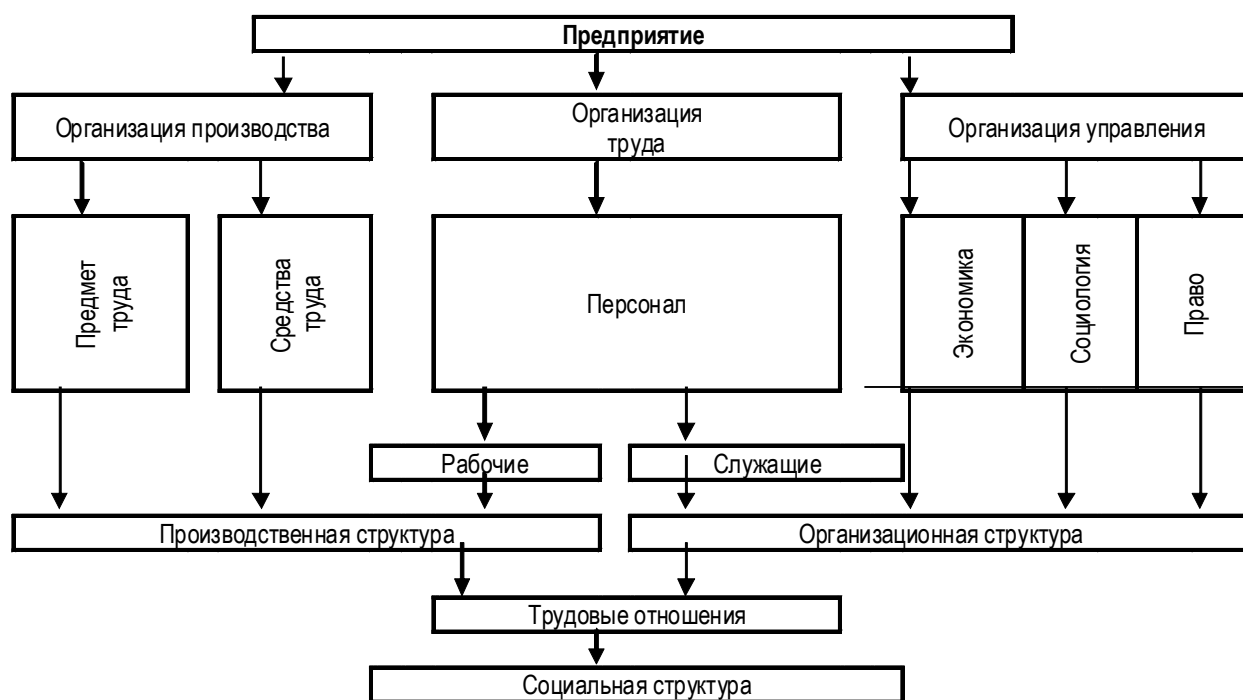 Предприятие
Организация производства
Организация
труда
Организация управления
Предмет
труда
Средства
труда
Персонал
Экономика
Социология
Право
Рабочие
Служащие
Производственная структура
Организационная структура
Трудовые отношения
Социальная структура